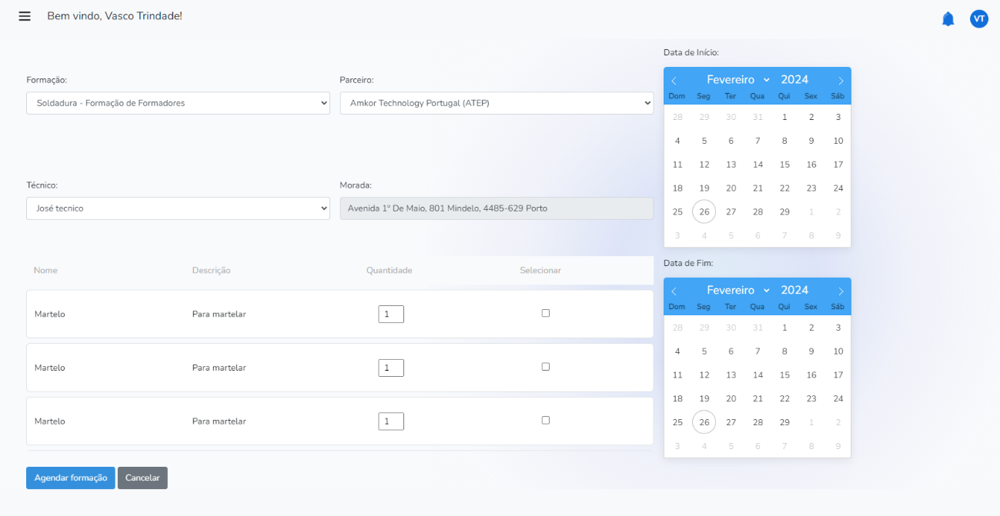 Bem vindo, Vasco Trindade!
VT
Formação:
Soldadura - Formação de Formadores
Parceiro:
Amkor Technology Portugal (ATEP)
Técnico:
José tecnico
Morada:
Avenida 1º De Maio, 801 Mindelo, 4485-629 Porto
Nome Descrição Quantidade Selecionar
Martelo Para martelar 1
Martelo Para martelar 1
Martelo Para martelar 1
Agendar formação Cancelar
Data de Início:
Fevereiro 2024
Dom Seg Ter Qua Qui Sex Sáb
28 29 30 31 1 2 3
4 5 6 7 8 9 10
11 12 13 14 15 16 17
18 19 20 21 22 23 24
25 26 27 28 29 1 2
3 4 5 6 7 8 9
Data de Fim:
Fevereiro 2024
Dom Seg Ter Qua Qui Sex Sáb
28 29 30 31 1 2 3
4 5 6 7 8 9 10
11 12 13 14 15 16 17
18 19 20 21 22 23 24
25 26 27 28 29 1 2
3 4 5 6 7 8 9